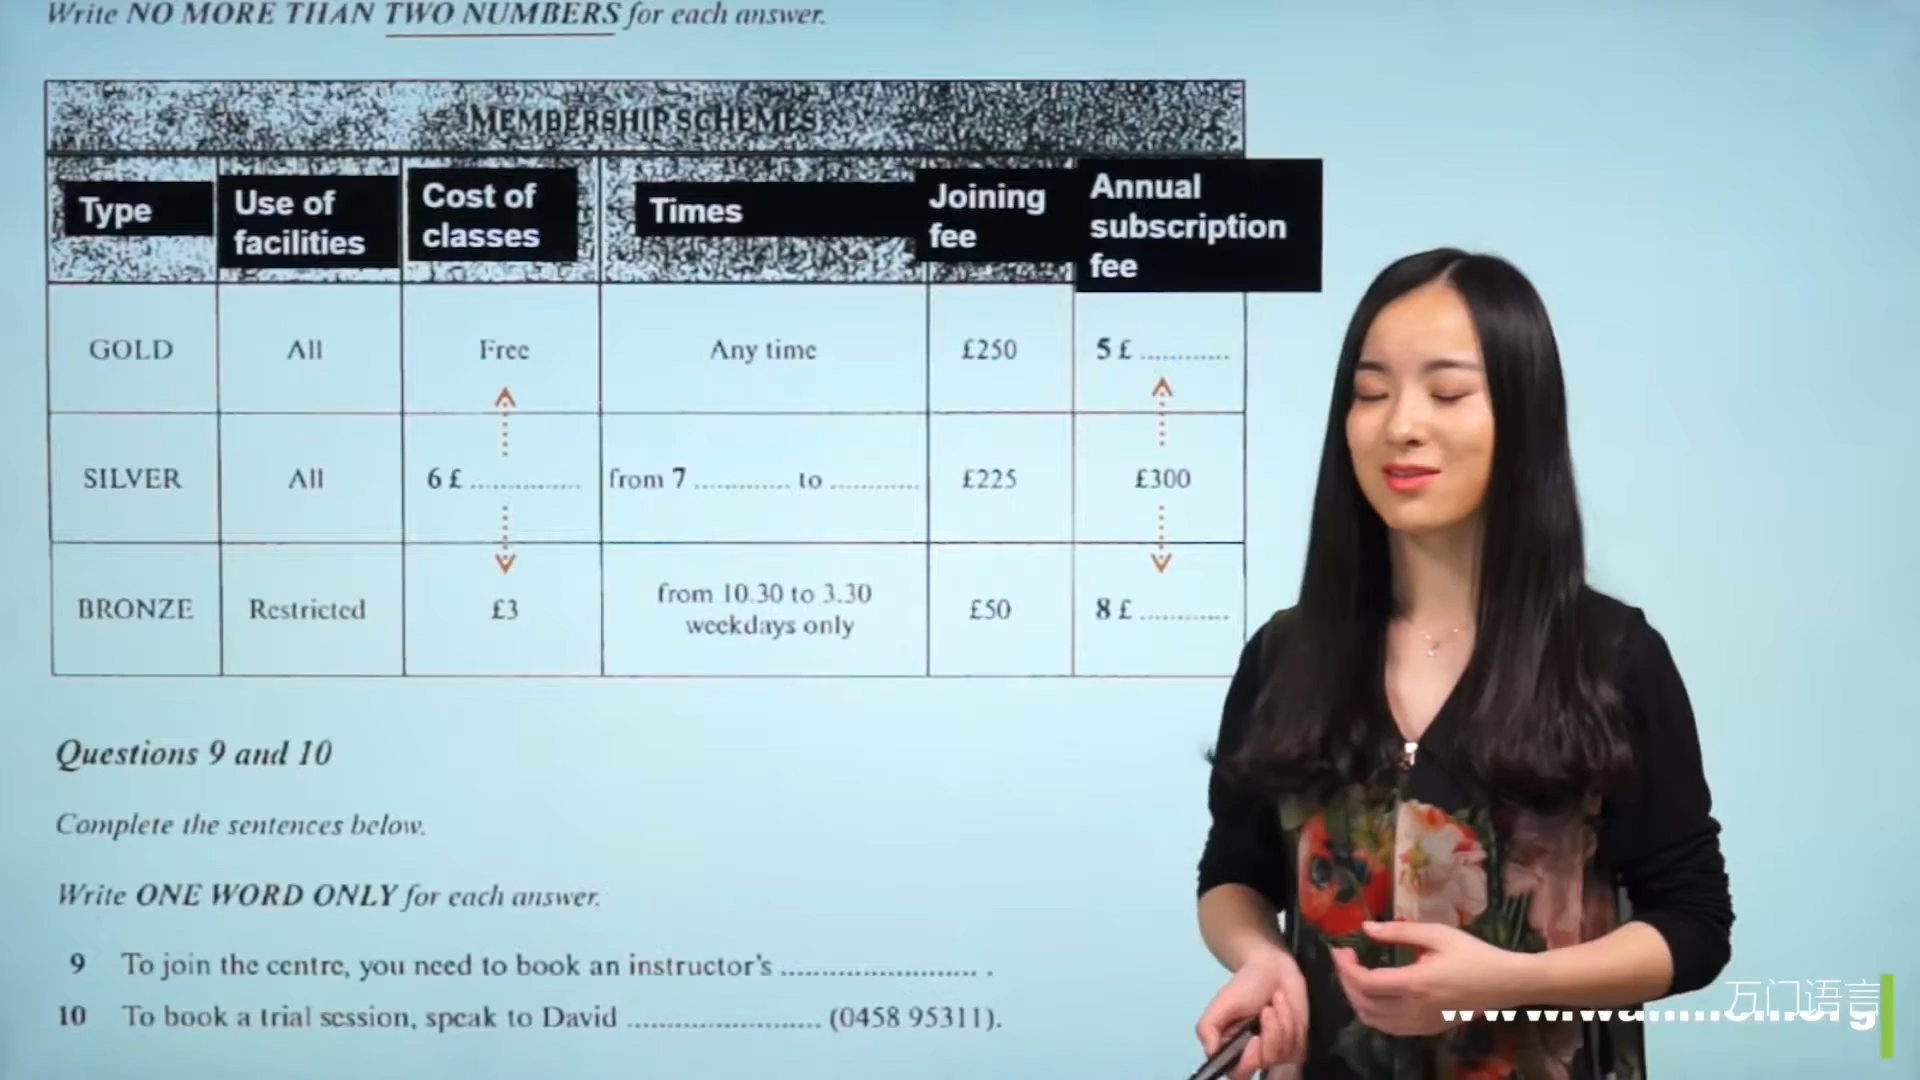 Write NO MORE THAN TWO NUMBERS for each answer.
MEMBERSHIP SCHEMES
Type
Use of
facilities
Cost of
classes
Times
Joining
fee
Annual
subscription
fee
GOLD
All
Free
Any time
£250
5 £ ............
SILVER
All
6 £ ...............
from 7 ............. to ............
£225
£300
BRONZE
Restricted
£3
from 10.30 to 3.30
weekdays only
£50
8 £ ............
Questions 9 and 10
Complete the sentences below.
Write ONE WORD ONLY for each answer.
9 To join the centre, you need to book an instructor's .......................... .
10 To book a trial session, speak to David .......................... (0458 95311).
万门语言